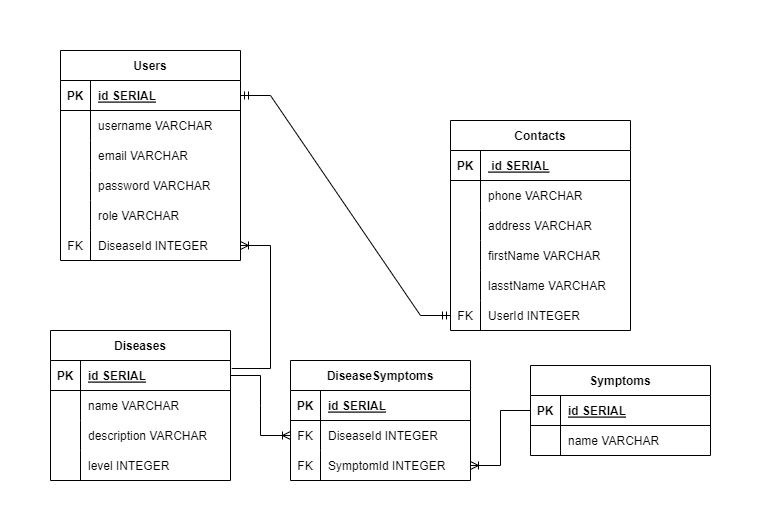 Users
PK id SERIAL
username VARCHAR
email VARCHAR
password VARCHAR
role VARCHAR
FK DiseaseId INTEGER
Contacts
PK id SERIAL
phone VARCHAR
address VARCHAR
firstName VARCHAR
lasstName VARCHAR
FK UserId INTEGER
Diseases
PK id SERIAL
name VARCHAR
description VARCHAR
level INTEGER
DiseaseSymptoms
PK id SERIAL
FK DiseaseId INTEGER
FK SymptomId INTEGER
Symptoms
PK id SERIAL
name VARCHAR